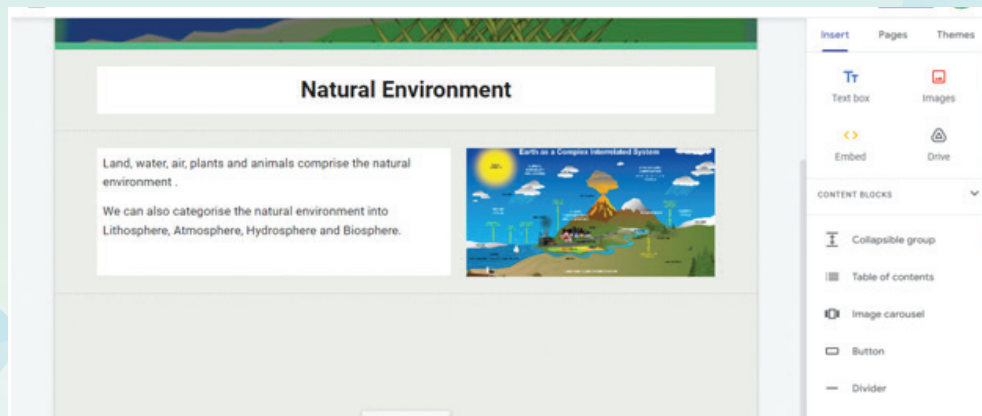 Insert Pages Themes
Text box Images
Embed Drive
CONTENT BLOCKS
Collapsible group
Table of contents
Image carousel
Button
Divider
Natural Environment
Land, water, air, plants and animals comprise the natural
environment .
We can also categorise the natural environment into
Lithosphere, Atmosphere, Hydrosphere and Biosphere.
Earth as a Complex Interrelated System